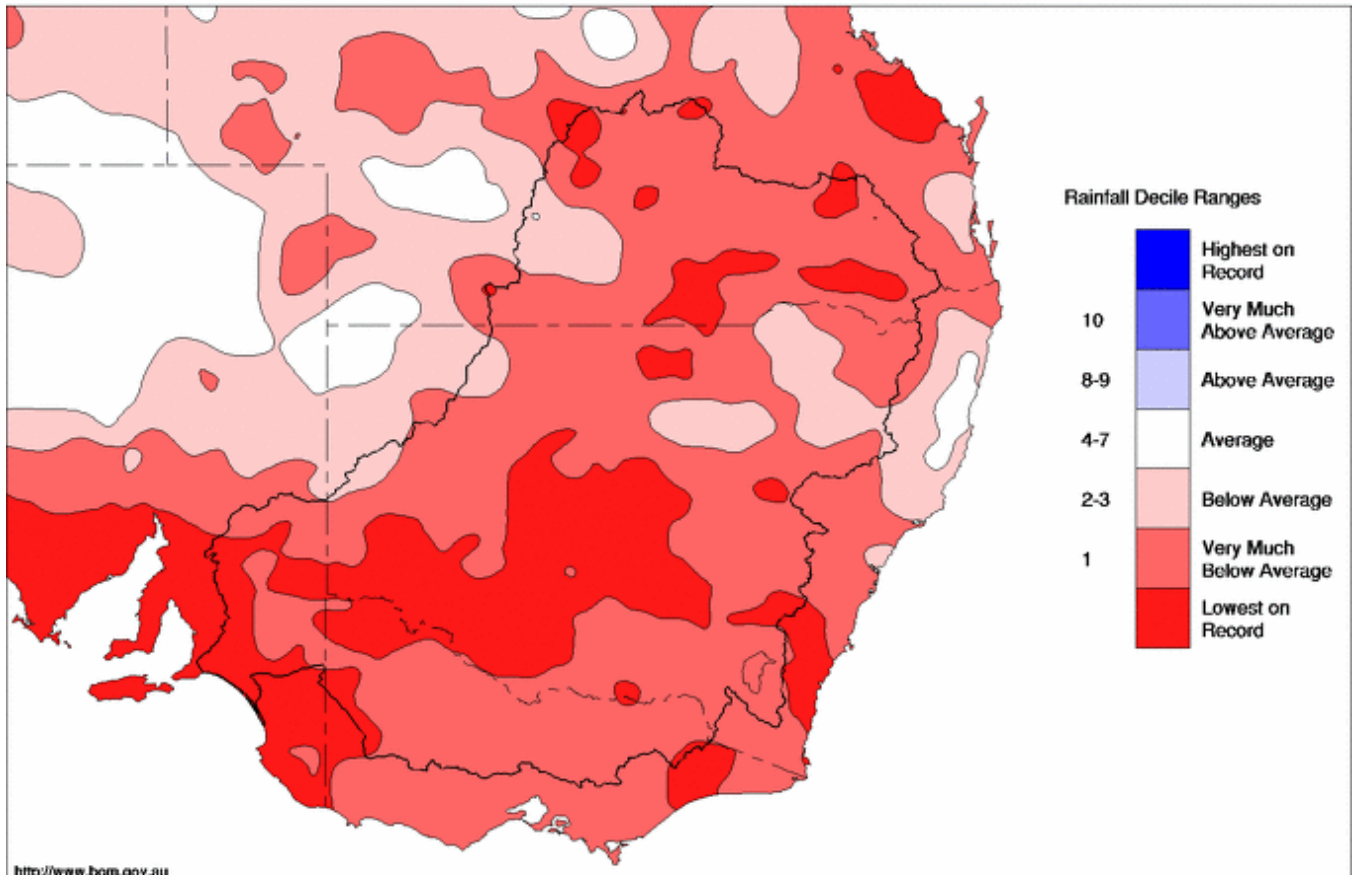 Rainfall Decile Ranges
Highest on
Record
10
Very Much
Above Average
8-9
Above Average
4-7
Average
2-3
Below Average
1
Very Much
Below Average
Lowest on
Record
http://www.bom.gov.au